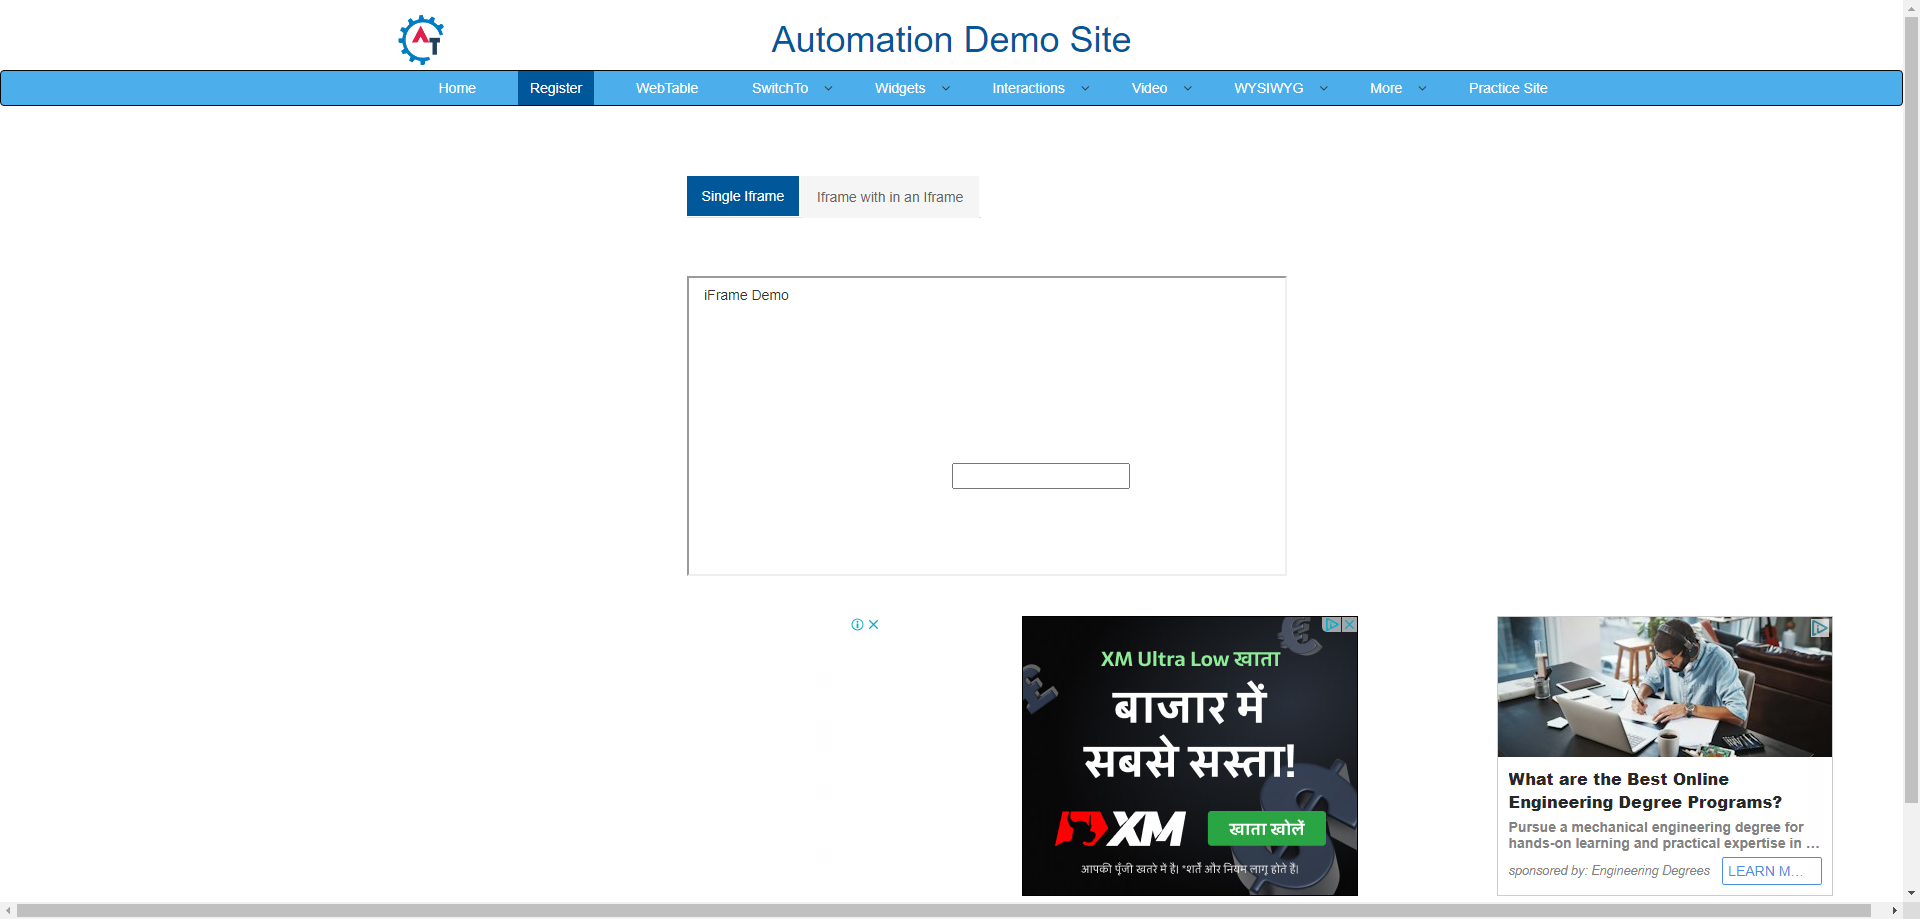 AT
Automation Demo Site
Home Register WebTable SwitchTo Widgets Interactions Video WYSIWYG More Practice Site
Single Iframe Iframe with in an Iframe
iFrame Demo
XM Ultra Low खाता
बाजार में
सबसे सस्ता!
XM खाता खोलें
आपकी पूँजी खतरे में है। *शर्तें और नियम लागू होते हैं।
What are the Best Online
Engineering Degree Programs?
Pursue a mechanical engineering degree for
hands-on learning and practical expertise in ...
sponsored by: Engineering Degrees LEARN M...